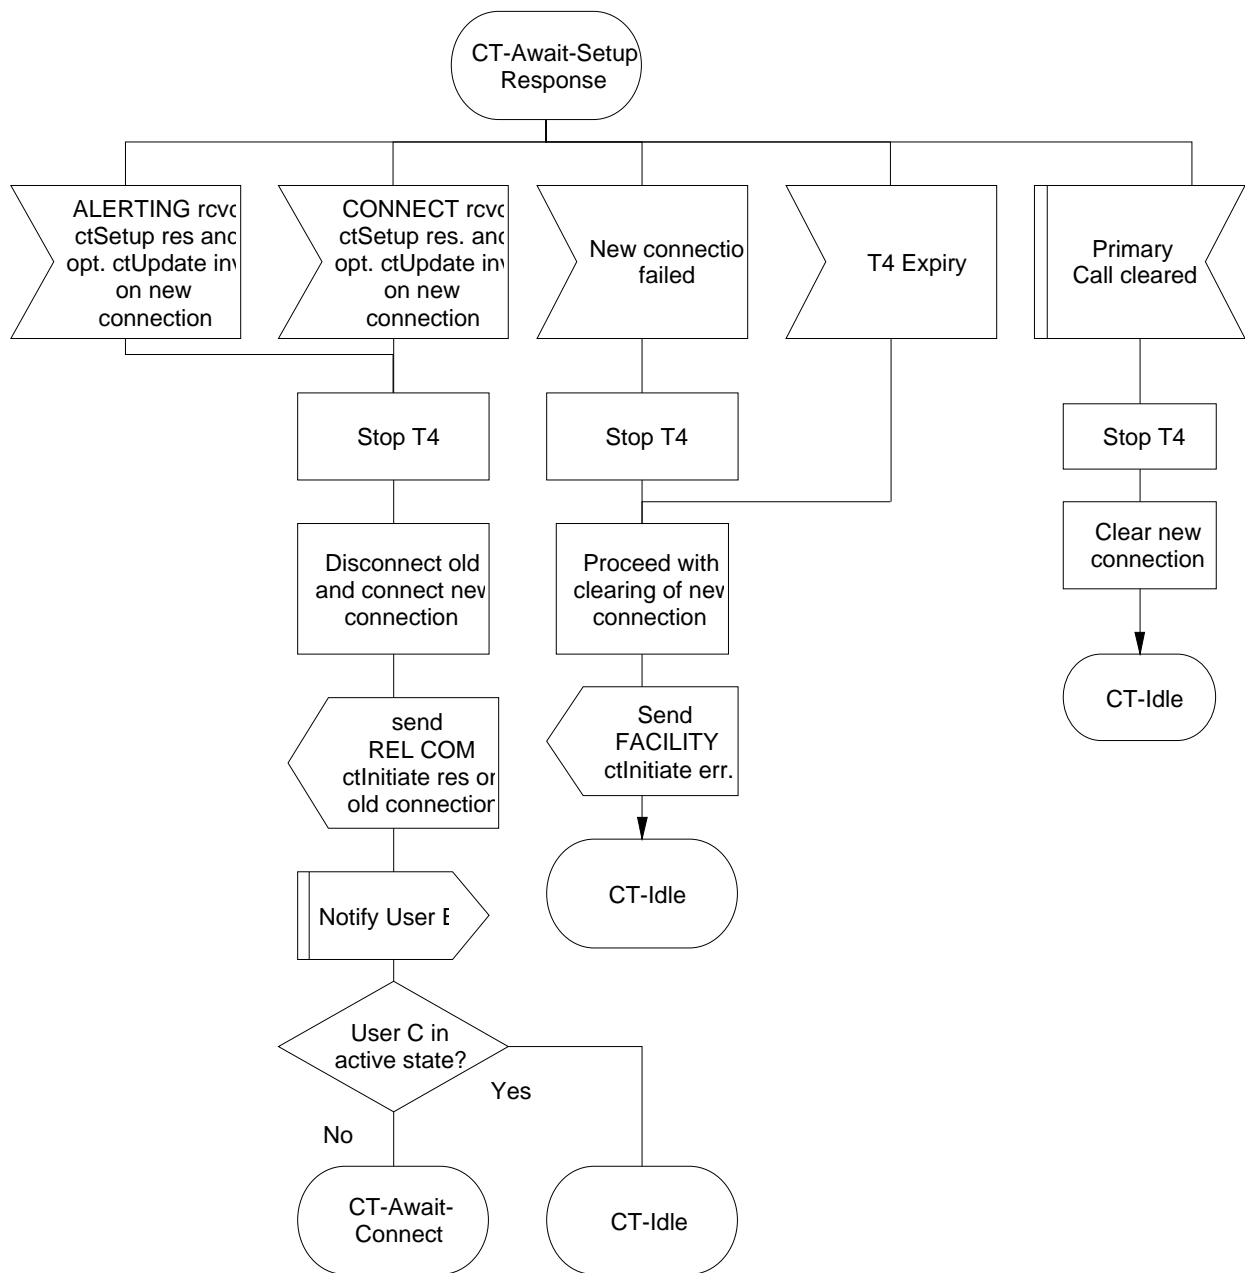 CT-Await-Setup
Response
ALERTING rcvd
ctSetup res and
opt. ctUpdate inv
on new
connection
CONNECT rcvd
ctSetup res. and
opt. ctUpdate inv
on new
connection
New connectio
failed
T4 Expiry
Primary
Call cleared
Stop T4
Stop T4
Stop T4
Disconnect old
and connect new
connection
Proceed with
clearing of new
connection
Clear new
connection
send
REL COM
ctInitiate res on
old connection
Send
FACILITY
ctInitiate err.
CT-Idle
Notify User B
CT-Idle
User C in
active state?
Yes
No
CT-Await-
Connect
CT-Idle